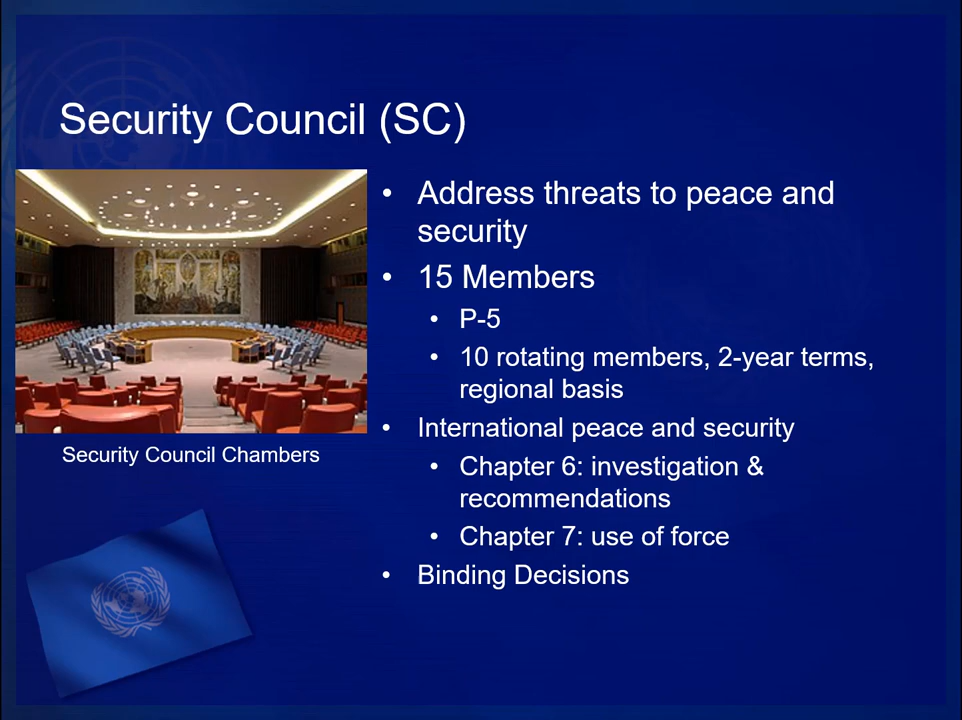 Security Council (SC)
• Address threats to peace and
security
• 15 Members
• P-5
• 10 rotating members, 2-year terms,
regional basis
• International peace and security
• Chapter 6: investigation &
recommendations
• Chapter 7: use of force
• Binding Decisions
Security Council Chambers